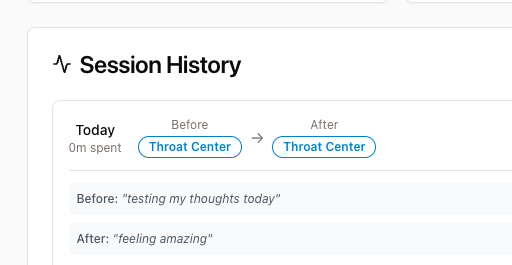 Session History
Today
0m spent
Before
Throat Center
→
After
Throat Center
Before: "testing my thoughts today"
After: "feeling amazing"